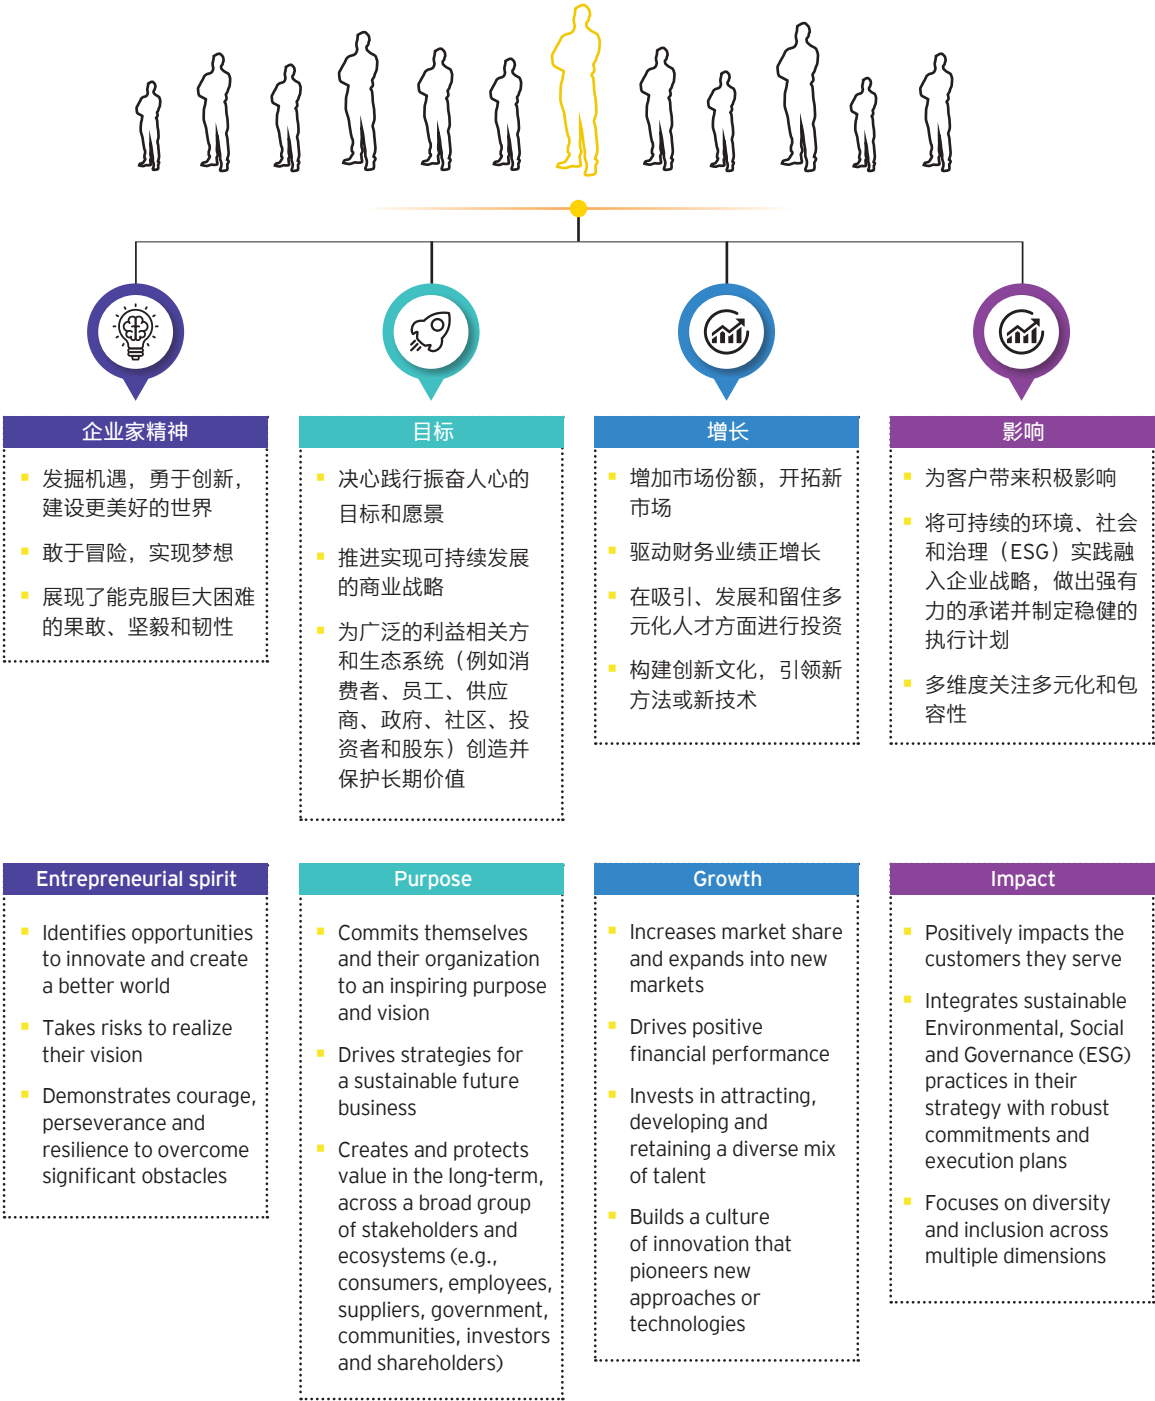 企业家精神
发掘机遇，勇于创新，
建设更美好的世界
敢于冒险，实现梦想
展现了能克服巨大困难
的果敢、坚毅和韧性
目标
决心践行振奋人心的
目标和愿景
推进实现可持续发展
的商业战略
为广泛的利益相关方
和生态系统（例如消
费者、员工、供应
商、政府、社区、投
资者和股东）创造并
保护长期价值
增长
增加市场份额，开拓新
市场
驱动财务业绩正增长
在吸引、发展和留住多
元化人才方面进行投资
构建创新文化，引领新
方法或新技术
影响
为客户带来积极影响
将可持续的环境、社会
和治理（ESG）实践融
入企业战略，做出强有
力的承诺并制定稳健的
执行计划
多维度关注多元化和包
容性
Entrepreneurial spirit
Identifies opportunities
to innovate and create
a better world
Takes risks to realize
their vision
Demonstrates courage,
perseverance and
resilience to overcome
significant obstacles
Purpose
Commits themselves
and their organization
to an inspiring purpose
and vision
Drives strategies for
a sustainable future
business
Creates and protects
value in the long-term,
across a broad group
of stakeholders and
ecosystems (e.g.,
consumers, employees,
suppliers, government,
communities, investors
and shareholders)
Growth
Increases market share
and expands into new
markets
Drives positive
financial performance
Invests in attracting,
developing and
retaining a diverse mix
of talent
Builds a culture
of innovation that
pioneers new
approaches or
technologies
Impact
Positively impacts the
customers they serve
Integrates sustainable
Environmental, Social
and Governance (ESG)
practices in their
strategy with robust
commitments and
execution plans
Focuses on diversity
and inclusion across
multiple dimensions